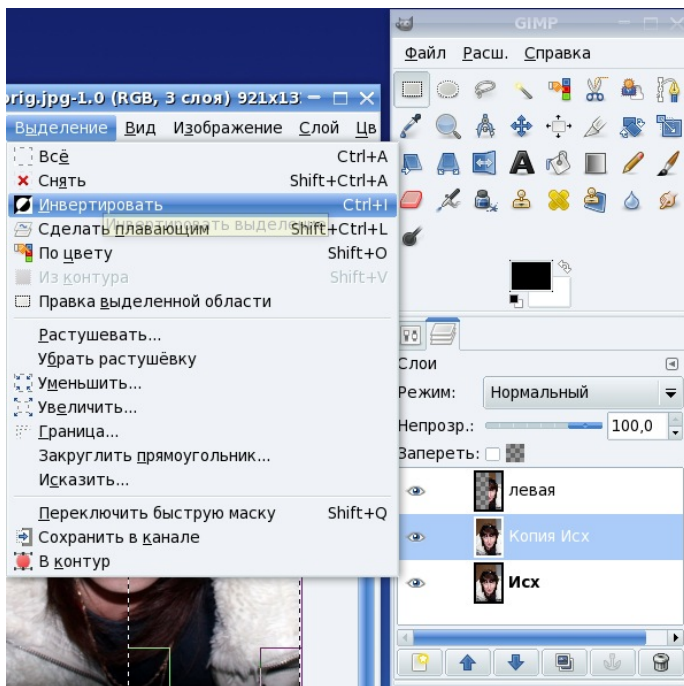 GIMP
Файл Расш. Справка
orig.jpg-1.0 (RGB, 3 слоя) 921x13
Выделение Вид Изображение Слой Цв
Всё Ctrl+A
Снять Shift+Ctrl+A
Инвертировать Ctrl+I
Инвертировать выделение
Сделать плавающим Shift+Ctrl+L
По цвету Shift+O
Из контура Shift+V
Правка выделенной области
Растушевать...
Убрать растушёвку
Уменьшить...
Увеличить...
Граница...
Закруглить прямоугольник...
Исказить...
Переключить быструю маску Shift+Q
Сохранить в канале
В контур
Слои
Режим: Нормальный
Непрозр.: 100,0
Запереть:
левая
Копия Исх
Исх